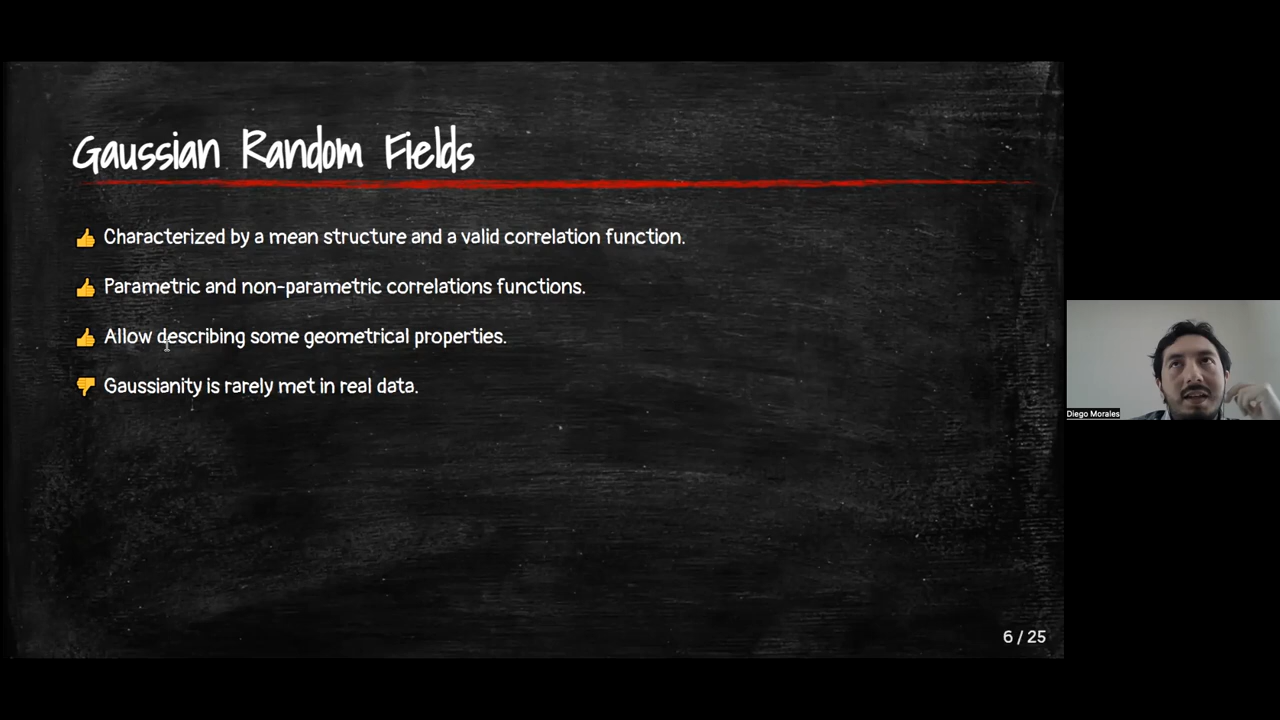 Gaussian Random Fields
👍 Characterized by a mean structure and a valid correlation function.
👍 Parametric and non-parametric correlations functions.
👍 Allow describing some geometrical properties.
👎 Gaussianity is rarely met in real data.
6 / 25
Diego Morales